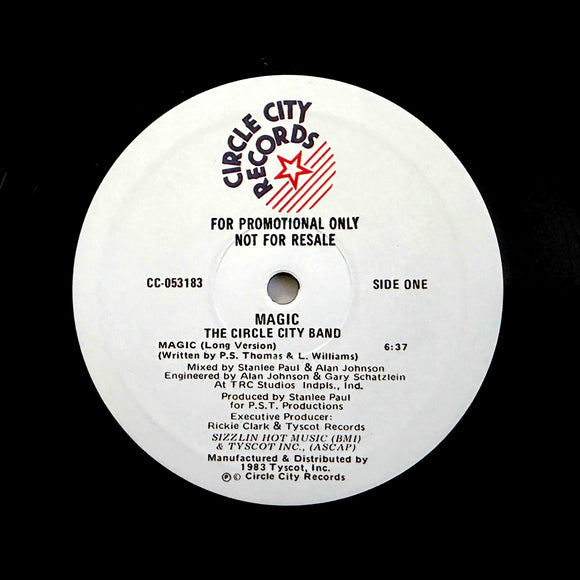 CIRCLE CITY
RECORDS
FOR PROMOTIONAL ONLY
NOT FOR RESALE
CC-053183
SIDE ONE
MAGIC
THE CIRCLE CITY BAND
MAGIC (Long Version) 6:37
(Written by P.S. Thomas & L. Williams)
Mixed by Stanlee Paul & Alan Johnson
Engineered by Alan Johnson & Gary Schatzlein
At TRC Studios Indpls., Ind.
Produced by Stanlee Paul
for P.S.T. Productions
Executive Producer:
Rickie Clark & Tyscot Records
SIZZLIN HOT MUSIC (BMI)
& TYSCOT INC., (ASCAP)
Manufactured & Distributed by
1983 Tyscot, Inc.
℗ © Circle City Records